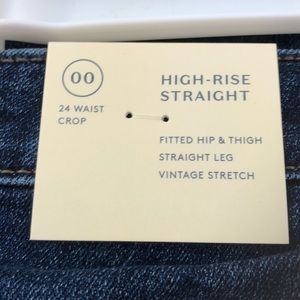 00
24 WAIST
CROP
HIGH-RISE
STRAIGHT
FITTED HIP & THIGH
STRAIGHT LEG
VINTAGE STRETCH